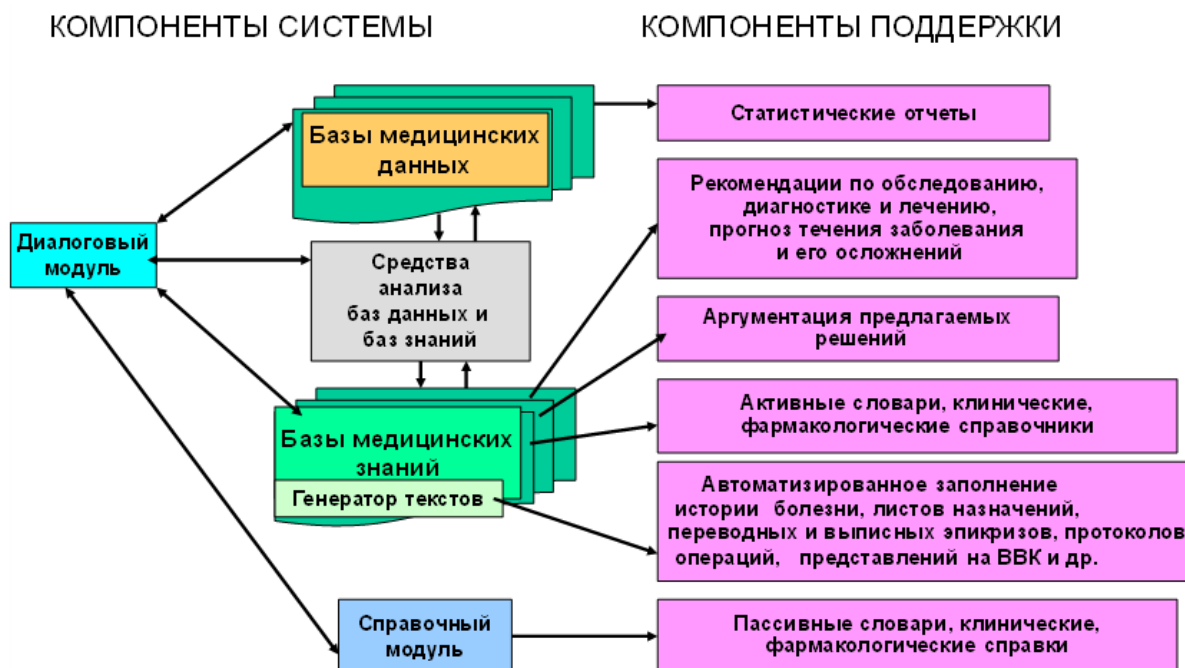 КОМПОНЕНТЫ СИСТЕМЫ
КОМПОНЕНТЫ ПОДДЕРЖКИ
Базы медицинских
данных
Диалоговый
модуль
Средства
анализа
баз данных и
баз знаний
Базы медицинских
знаний
Генератор текстов
Справочный
модуль
Статистические отчеты
Рекомендации по обследованию,
диагностике и лечению,
прогноз течения заболевания
и его осложнений
Аргументация предлагаемых
решений
Активные словари, клинические,
фармакологические справочники
Автоматизированное заполнение
истории болезни, листов назначений,
переводных и выписных эпикризов, протоколов
операций, представлений на ВВК и др.
Пассивные словари, клинические,
фармакологические справки